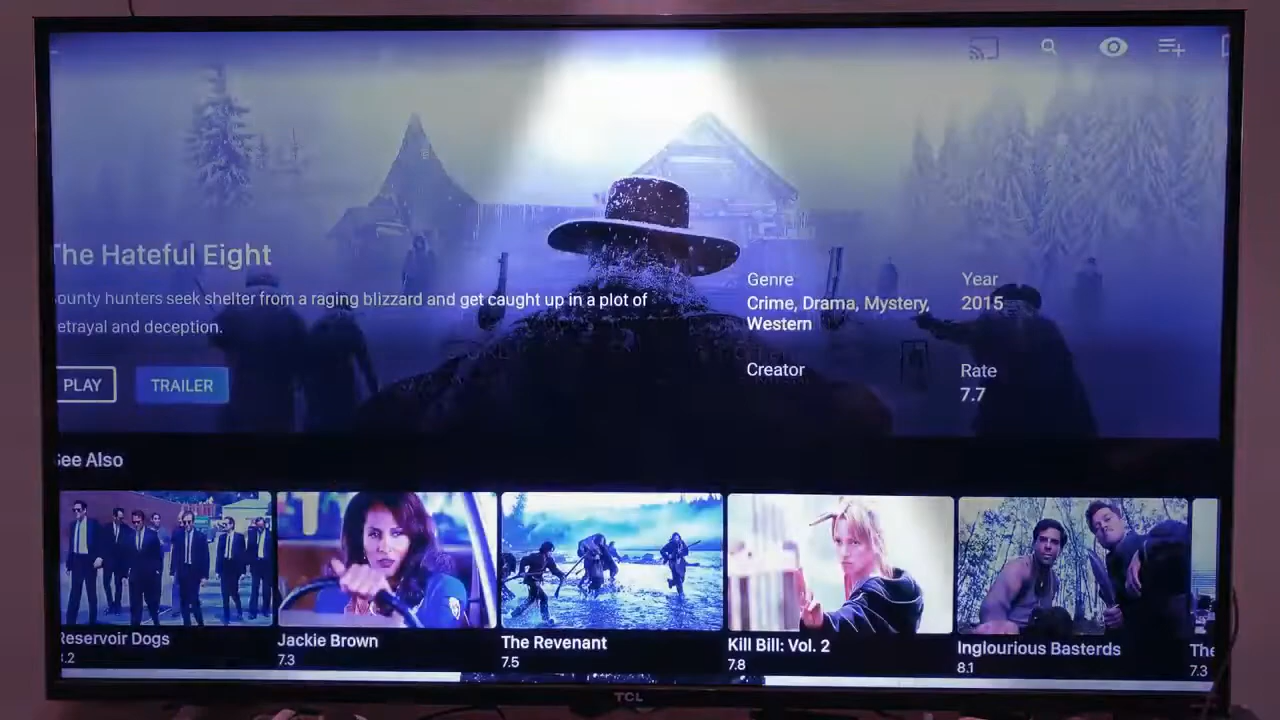 The Hateful Eight
ounty hunters seek shelter from a raging blizzard and get caught up in a plot of
etrayal and deception.
PLAY
TRAILER
Genre
Crime, Drama, Mystery,
Western
Year
2015
Creator
Rate
7.7
See Also
Reservoir Dogs
.2
Jackie Brown
7.3
The Revenant
7.5
Kill Bill: Vol. 2
7.8
Inglourious Basterds
8.1
The
7.3
TCL